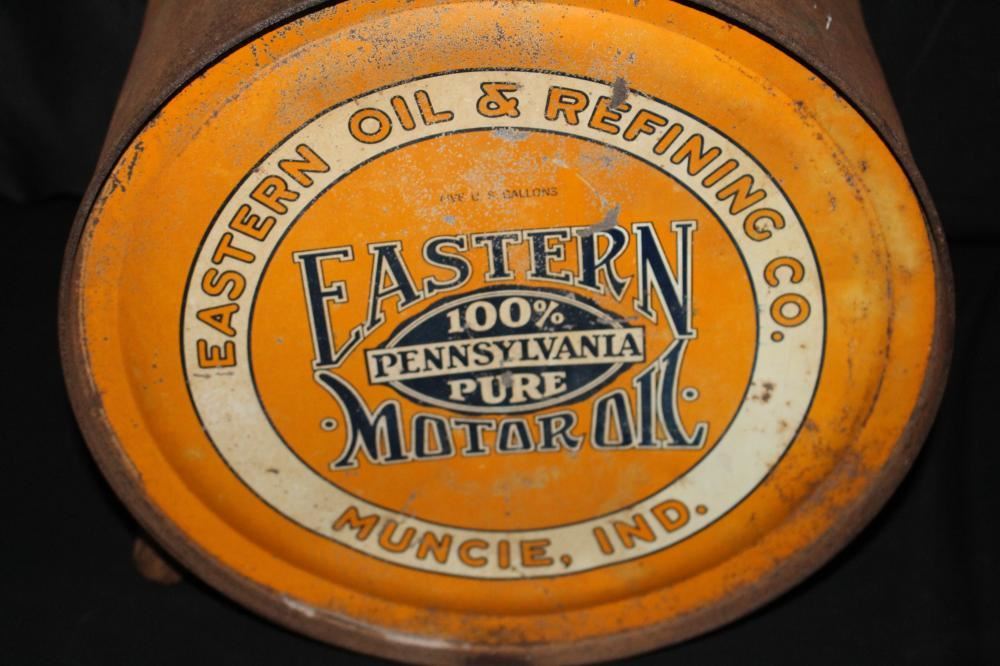 EASTERN OIL & REFINING CO.
FIVE U. S. GALLONS
EASTERN
100%
PENNSYLVANIA
PURE
MOTOR OIL
MUNCIE, IND.